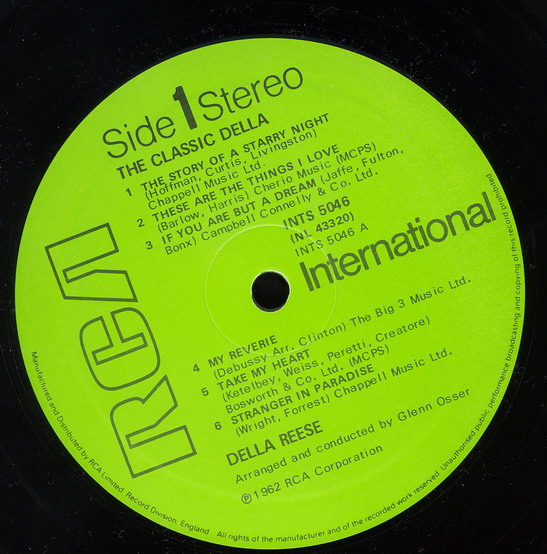 Side 1 Stereo
THE CLASSIC DELLA
1 THE STORY OF A STARRY NIGHT
(Hoffman, Curtis, Livingston)
Chappell Music Ltd.
2 THESE ARE THE THINGS I LOVE
(Barlow, Harris) Cherio Music (MCPS)
3 IF YOU ARE BUT A DREAM (Jaffe, Fulton,
Bonx) Campbell Connelly & Co. Ltd.
INTS 5046
(NL 43320)
INTS 5046 A
RCA International
4 MY REVERIE
(Debussy Arr. Clinton) The Big 3 Music Ltd.
5 TAKE MY HEART
(Ketelbey, Weiss, Peretti, Creatore)
Bosworth & Co. Ltd. (MCPS)
6 STRANGER IN PARADISE
(Wright, Forrest) Chappell Music Ltd.
DELLA REESE
Arranged and conducted by Glenn Osser
℗ 1962 RCA Corporation
Manufactured and Distributed by RCA Limited, Record Division, England. All rights of the manufacturer and of the recorded work reserved. Unauthorised public performance broadcasting and copying of this record prohibited